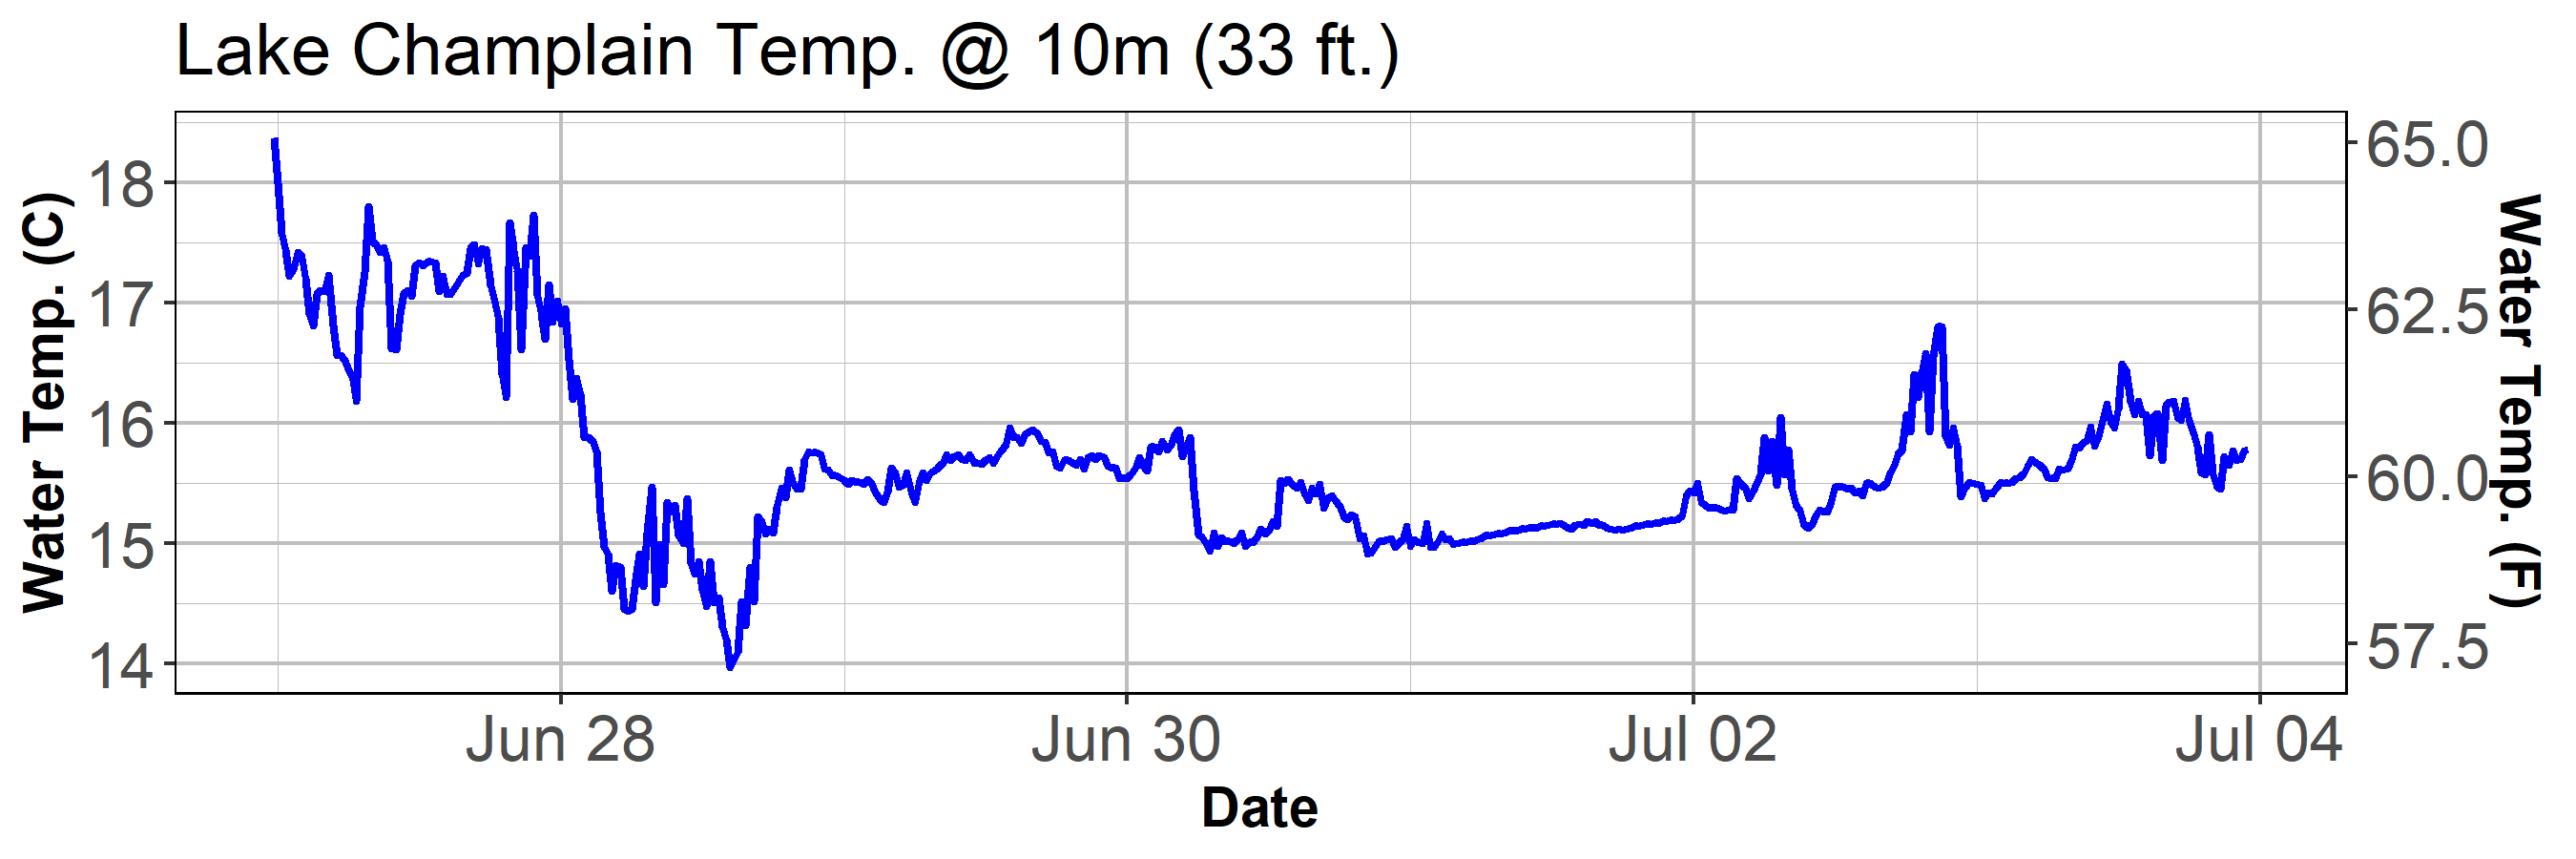 Lake Champlain Temp. @ 10m (33 ft.)
Water Temp. (C)
18
17
16
15
14
65.0
62.5
60.0
57.5
Water Temp. (F)
Jun 28
Jun 30
Jul 02
Jul 04
Date